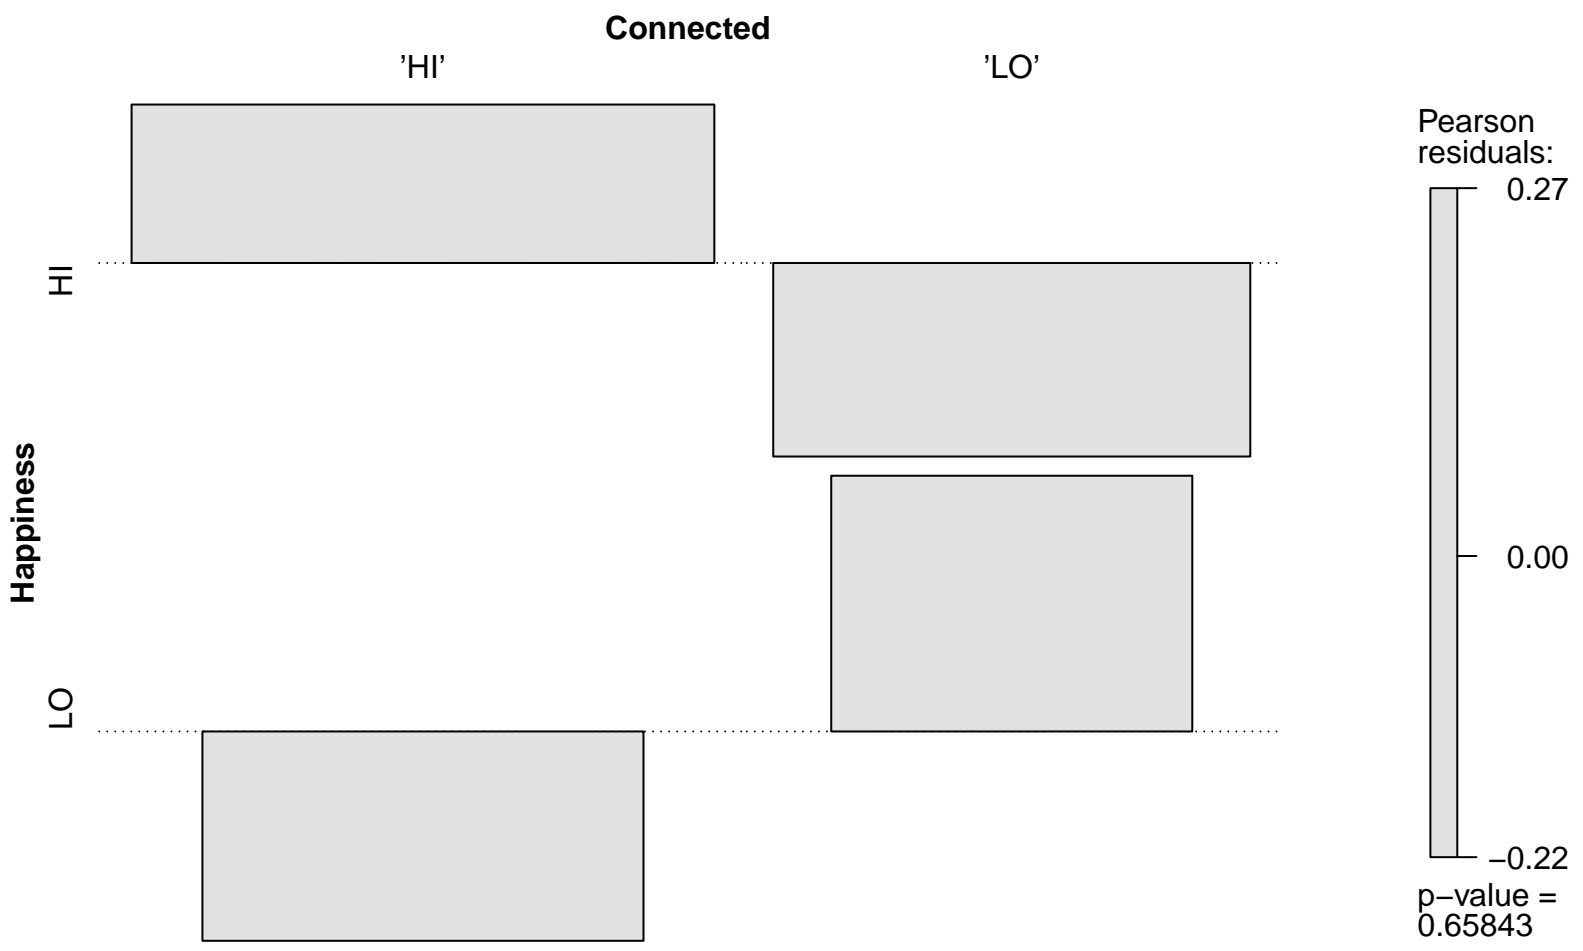 Connected
’HI’ ’LO’
Pearson
residuals:
0.27
HI
Happiness
0.00
LO
−0.22
p−value =
0.65843